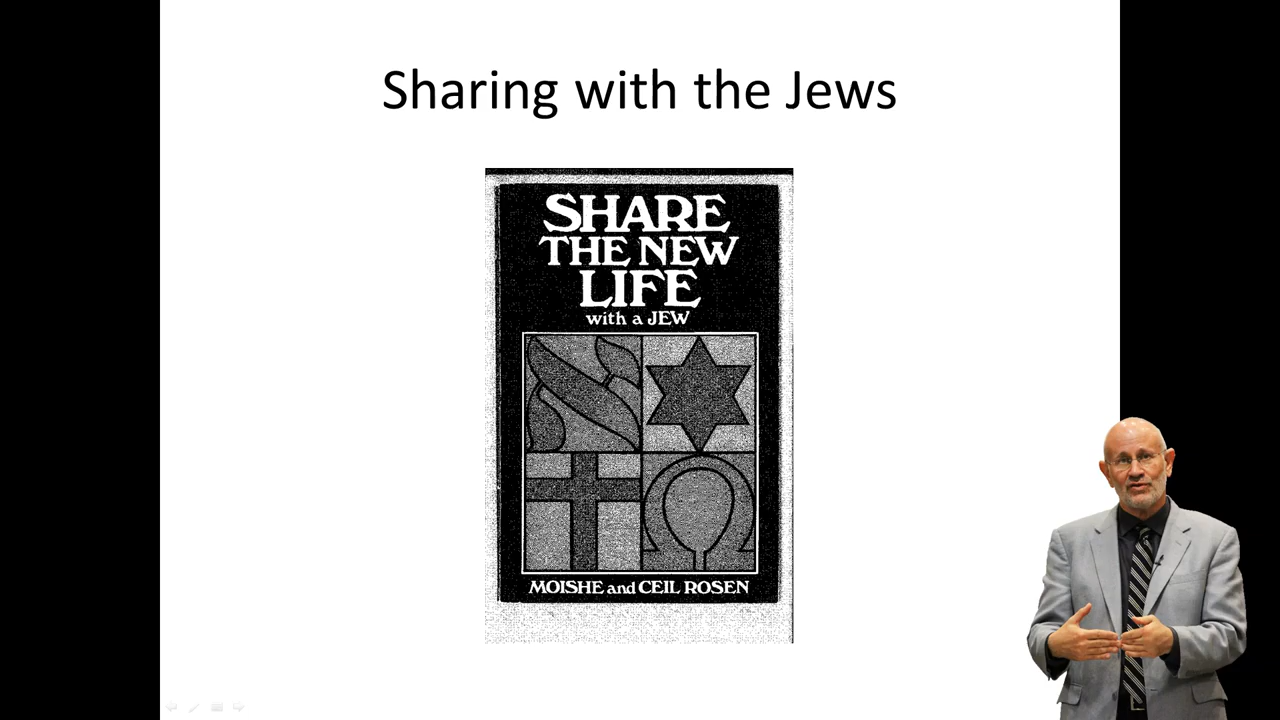 Sharing with the Jews
SHARE
THE NEW
LIFE
with a JEW
MOISHE and CEIL ROSEN